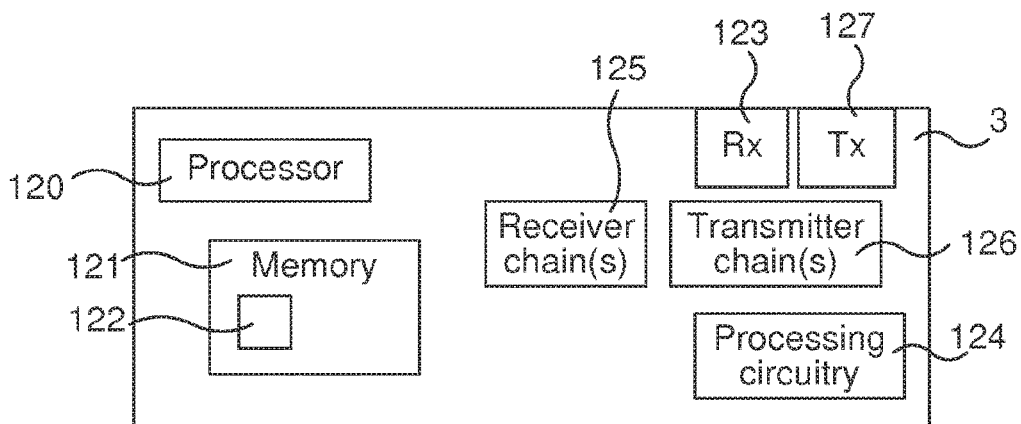 127
123
125
3
Rx
Tx
Processor
120
Receiver
chain(s)
Transmitter
chain(s)
126
121
Memory
122
Processing
circuitry
124